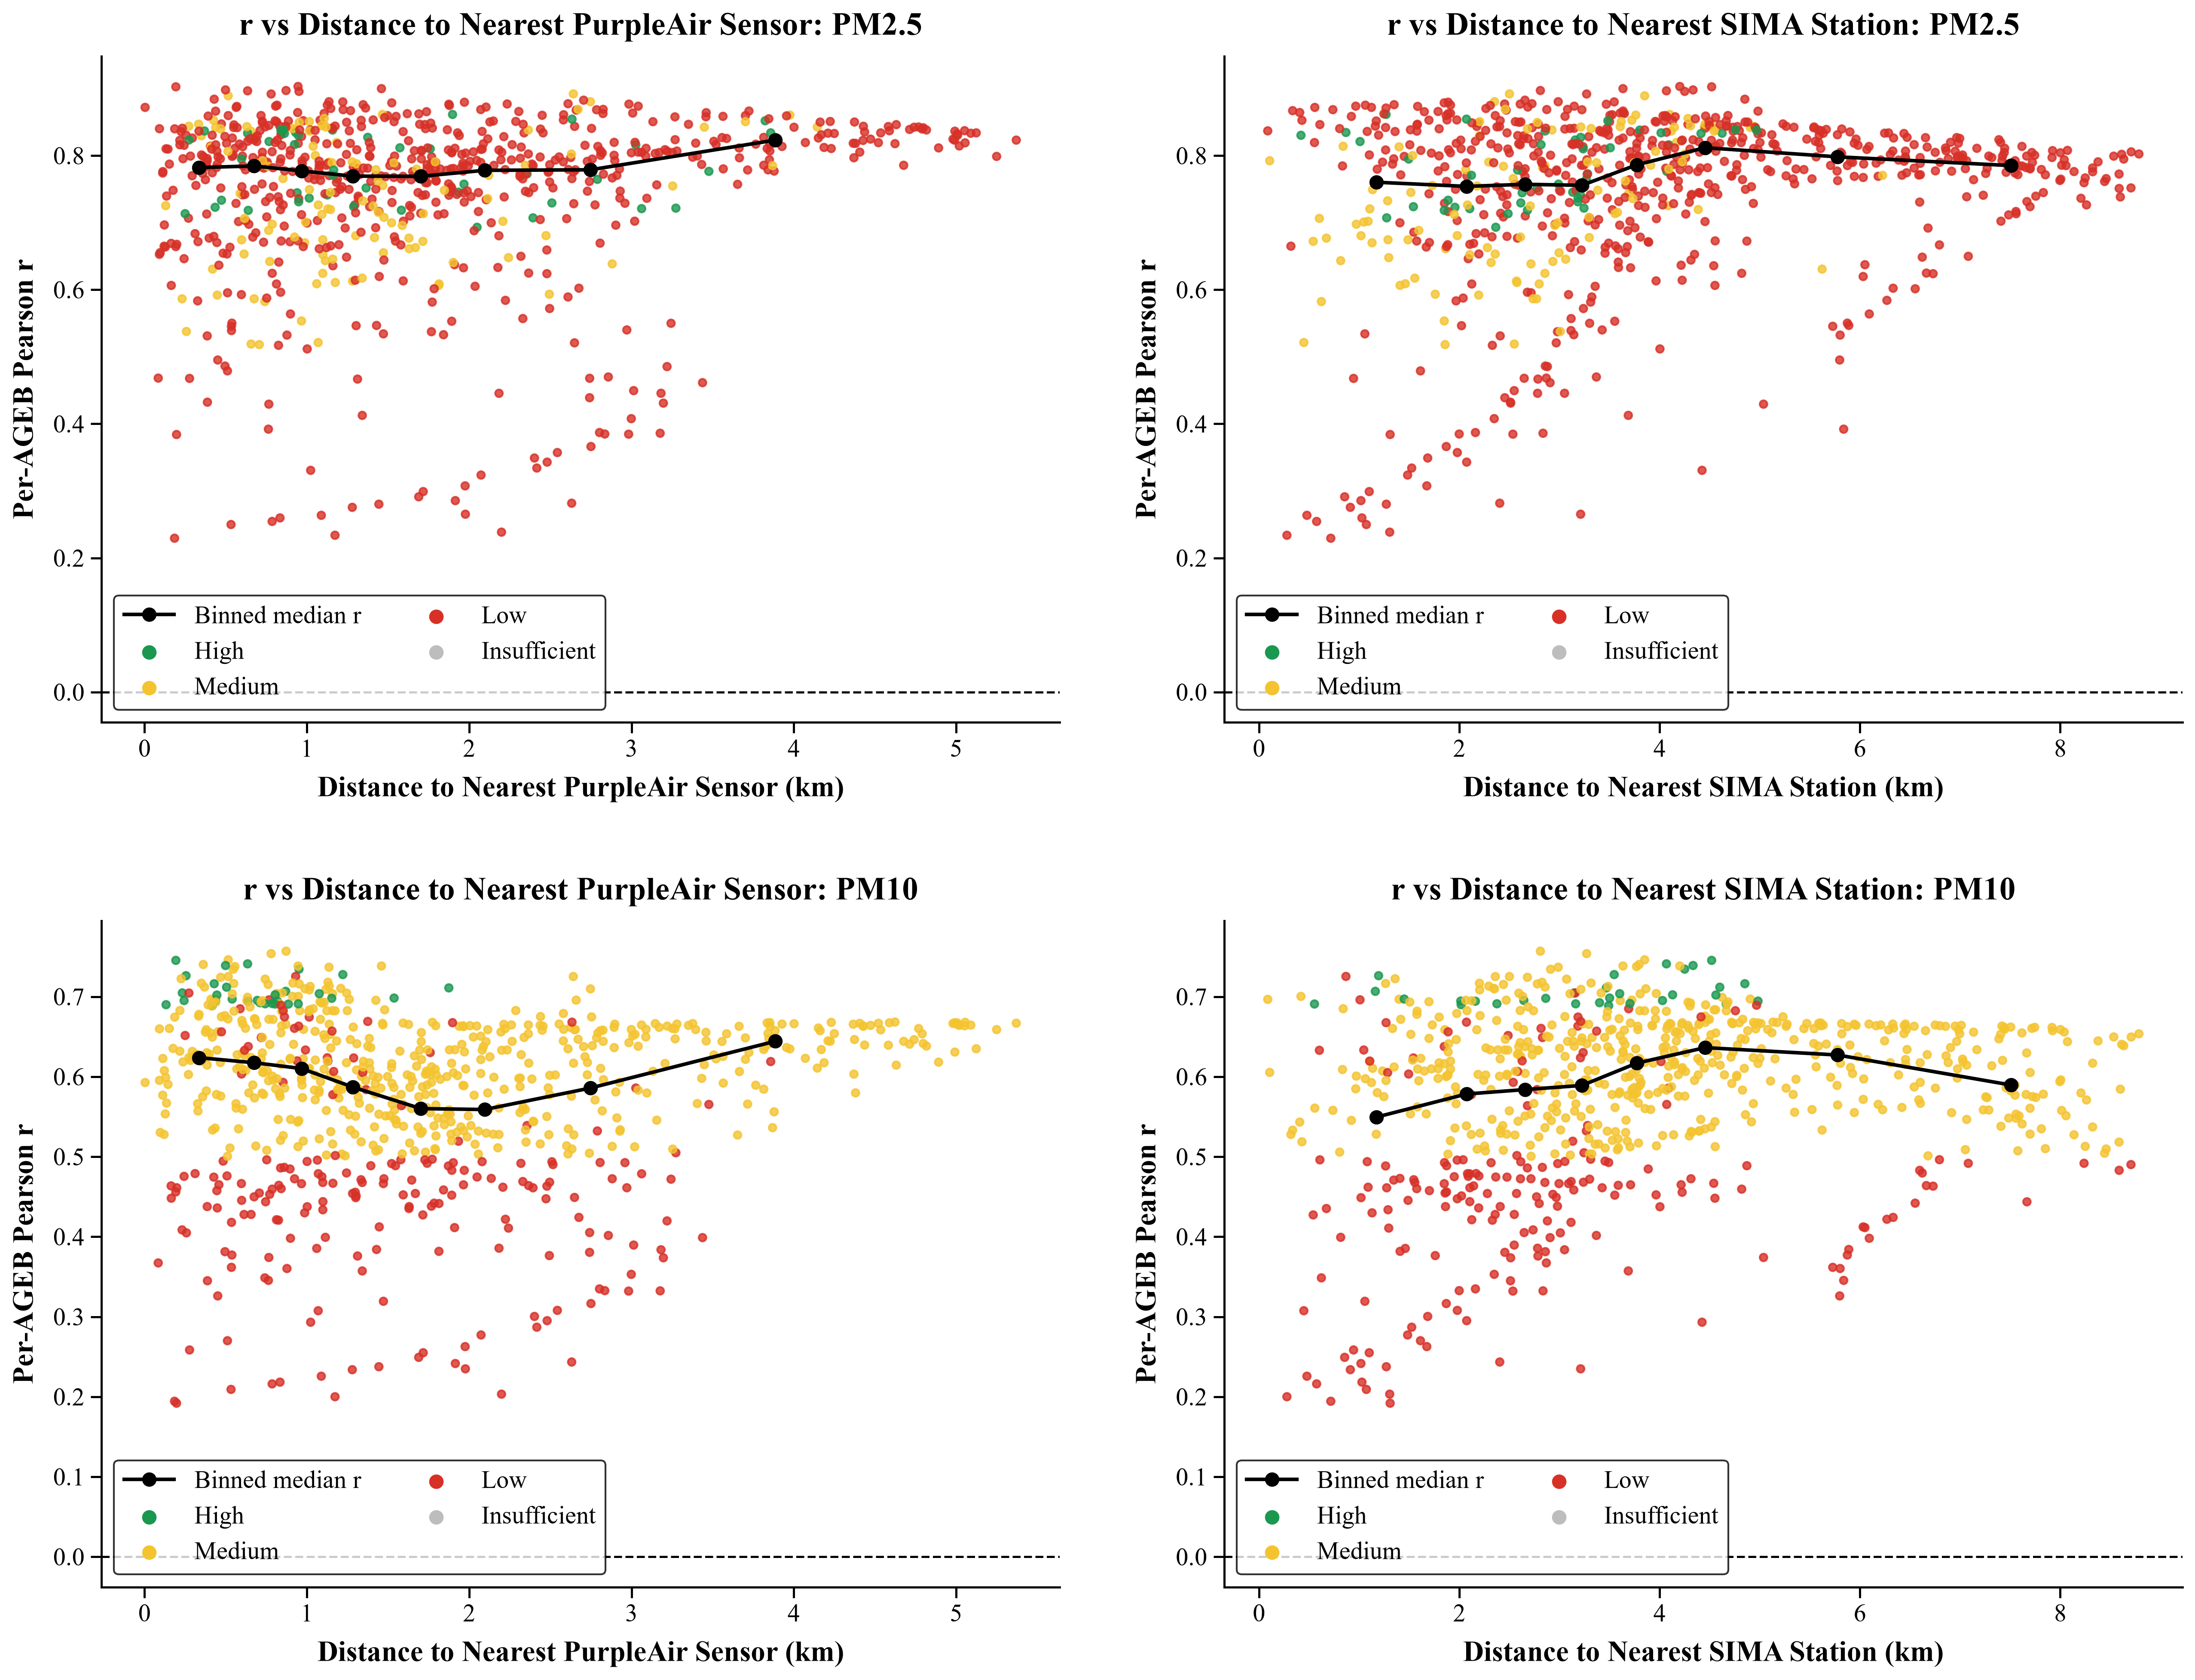 r vs Distance to Nearest PurpleAir Sensor: PM2.5
Per-AGEB Pearson r
0.8
0.6
0.4
0.2
0.0
Binned median r
High
Medium
Low
Insufficient
0 1 2 3 4 5
Distance to Nearest PurpleAir Sensor (km)
r vs Distance to Nearest SIMA Station: PM2.5
Per-AGEB Pearson r
0.8
0.6
0.4
0.2
0.0
Binned median r
High
Medium
Low
Insufficient
0 2 4 6 8
Distance to Nearest SIMA Station (km)
r vs Distance to Nearest PurpleAir Sensor: PM10
Per-AGEB Pearson r
0.7
0.6
0.5
0.4
0.3
0.2
0.1
0.0
Binned median r
High
Medium
Low
Insufficient
0 1 2 3 4 5
Distance to Nearest PurpleAir Sensor (km)
r vs Distance to Nearest SIMA Station: PM10
Per-AGEB Pearson r
0.7
0.6
0.5
0.4
0.3
0.2
0.1
0.0
Binned median r
High
Medium
Low
Insufficient
0 2 4 6 8
Distance to Nearest SIMA Station (km)